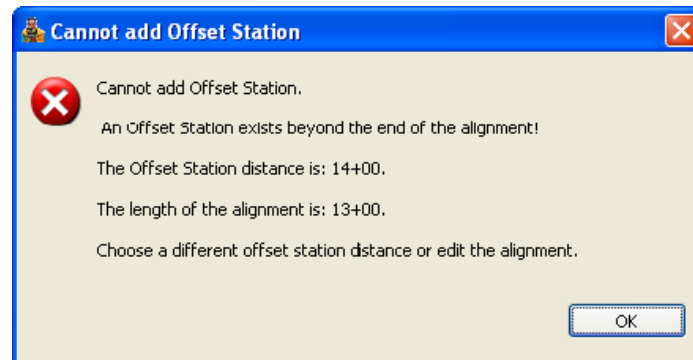 Cannot add Offset Station
Cannot add Offset Station.
An Offset Station exists beyond the end of the alignment!
The Offset Station distance is: 14+00.
The length of the alignment is: 13+00.
Choose a different offset station distance or edit the alignment.
OK